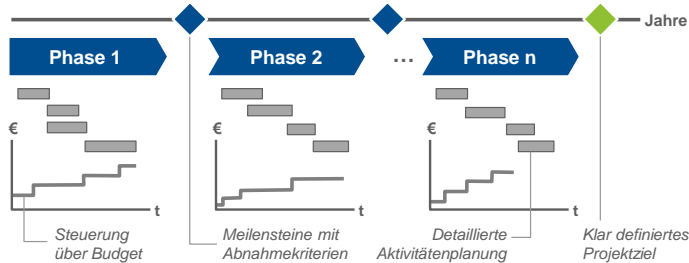 Jahre
Phase 1
Phase 2
...
Phase n
€
€
€
t
t
t
Steuerung
über Budget
Meilensteine mit
Abnahmekriterien
Detaillierte
Aktivitätenplanung
Klar definiertes
Projektziel